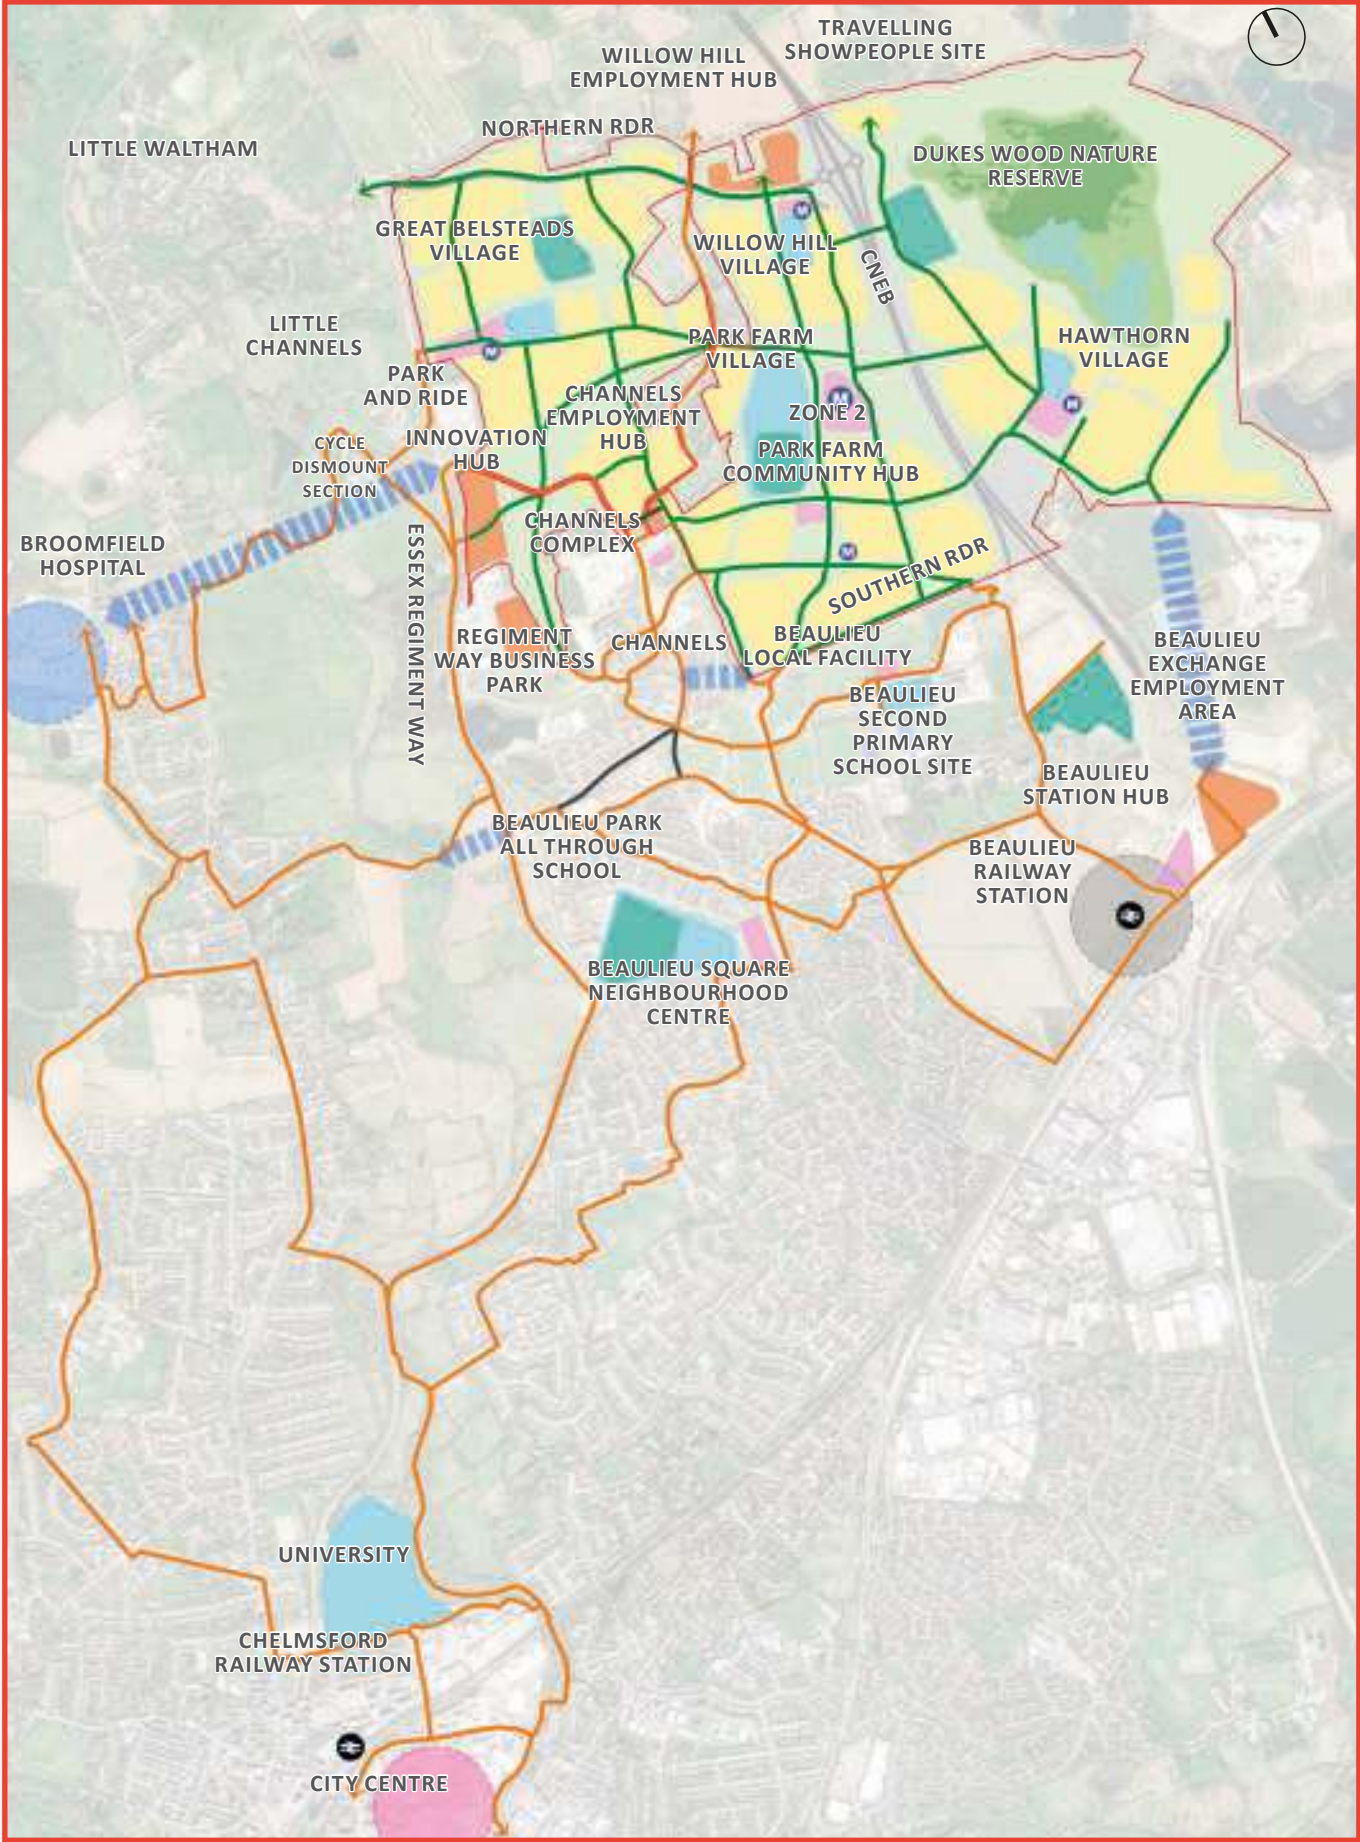 TRAVELLING
SHOWPEOPLE SITE
WILLOW HILL
EMPLOYMENT HUB
NORTHERN RDR
LITTLE WALTHAM
DUKES WOOD NATURE
RESERVE
GREAT BELSTEADS
VILLAGE
WILLOW HILL
VILLAGE
CNEB
LITTLE
CHANNELS
PARK FARM
VILLAGE
HAWTHORN
VILLAGE
PARK
AND RIDE
CHANNELS
EMPLOYMENT
HUB
ZONE 2
CYCLE
DISMOUNT
SECTION
INNOVATION
HUB
PARK FARM
COMMUNITY HUB
M
M
M
M
M
BROOMFIELD
HOSPITAL
ESSEX REGIMENT WAY
CHANNELS
COMPLEX
SOUTHERN RDR
REGIMENT
WAY BUSINESS
PARK
CHANNELS
BEAULIEU
LOCAL FACILITY
BEAULIEU
EXCHANGE
EMPLOYMENT
AREA
BEAULIEU
SECOND
PRIMARY
SCHOOL SITE
BEAULIEU
STATION HUB
BEAULIEU PARK
ALL THROUGH
SCHOOL
BEAULIEU
RAILWAY
STATION
BEAULIEU SQUARE
NEIGHBOURHOOD
CENTRE
UNIVERSITY
CHELMSFORD
RAILWAY STATION
CITY CENTRE